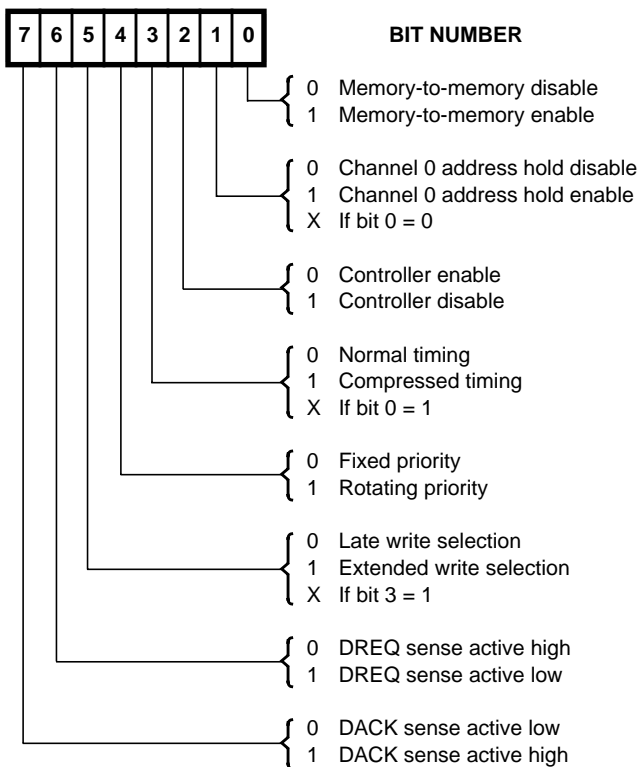 7 6 5 4 3 2 1 0 BIT NUMBER
0 Memory-to-memory disable
1 Memory-to-memory enable
0 Channel 0 address hold disable
1 Channel 0 address hold enable
X If bit 0 = 0
0 Controller enable
1 Controller disable
0 Normal timing
1 Compressed timing
X If bit 0 = 1
0 Fixed priority
1 Rotating priority
0 Late write selection
1 Extended write selection
X If bit 3 = 1
0 DREQ sense active high
1 DREQ sense active low
0 DACK sense active low
1 DACK sense active high